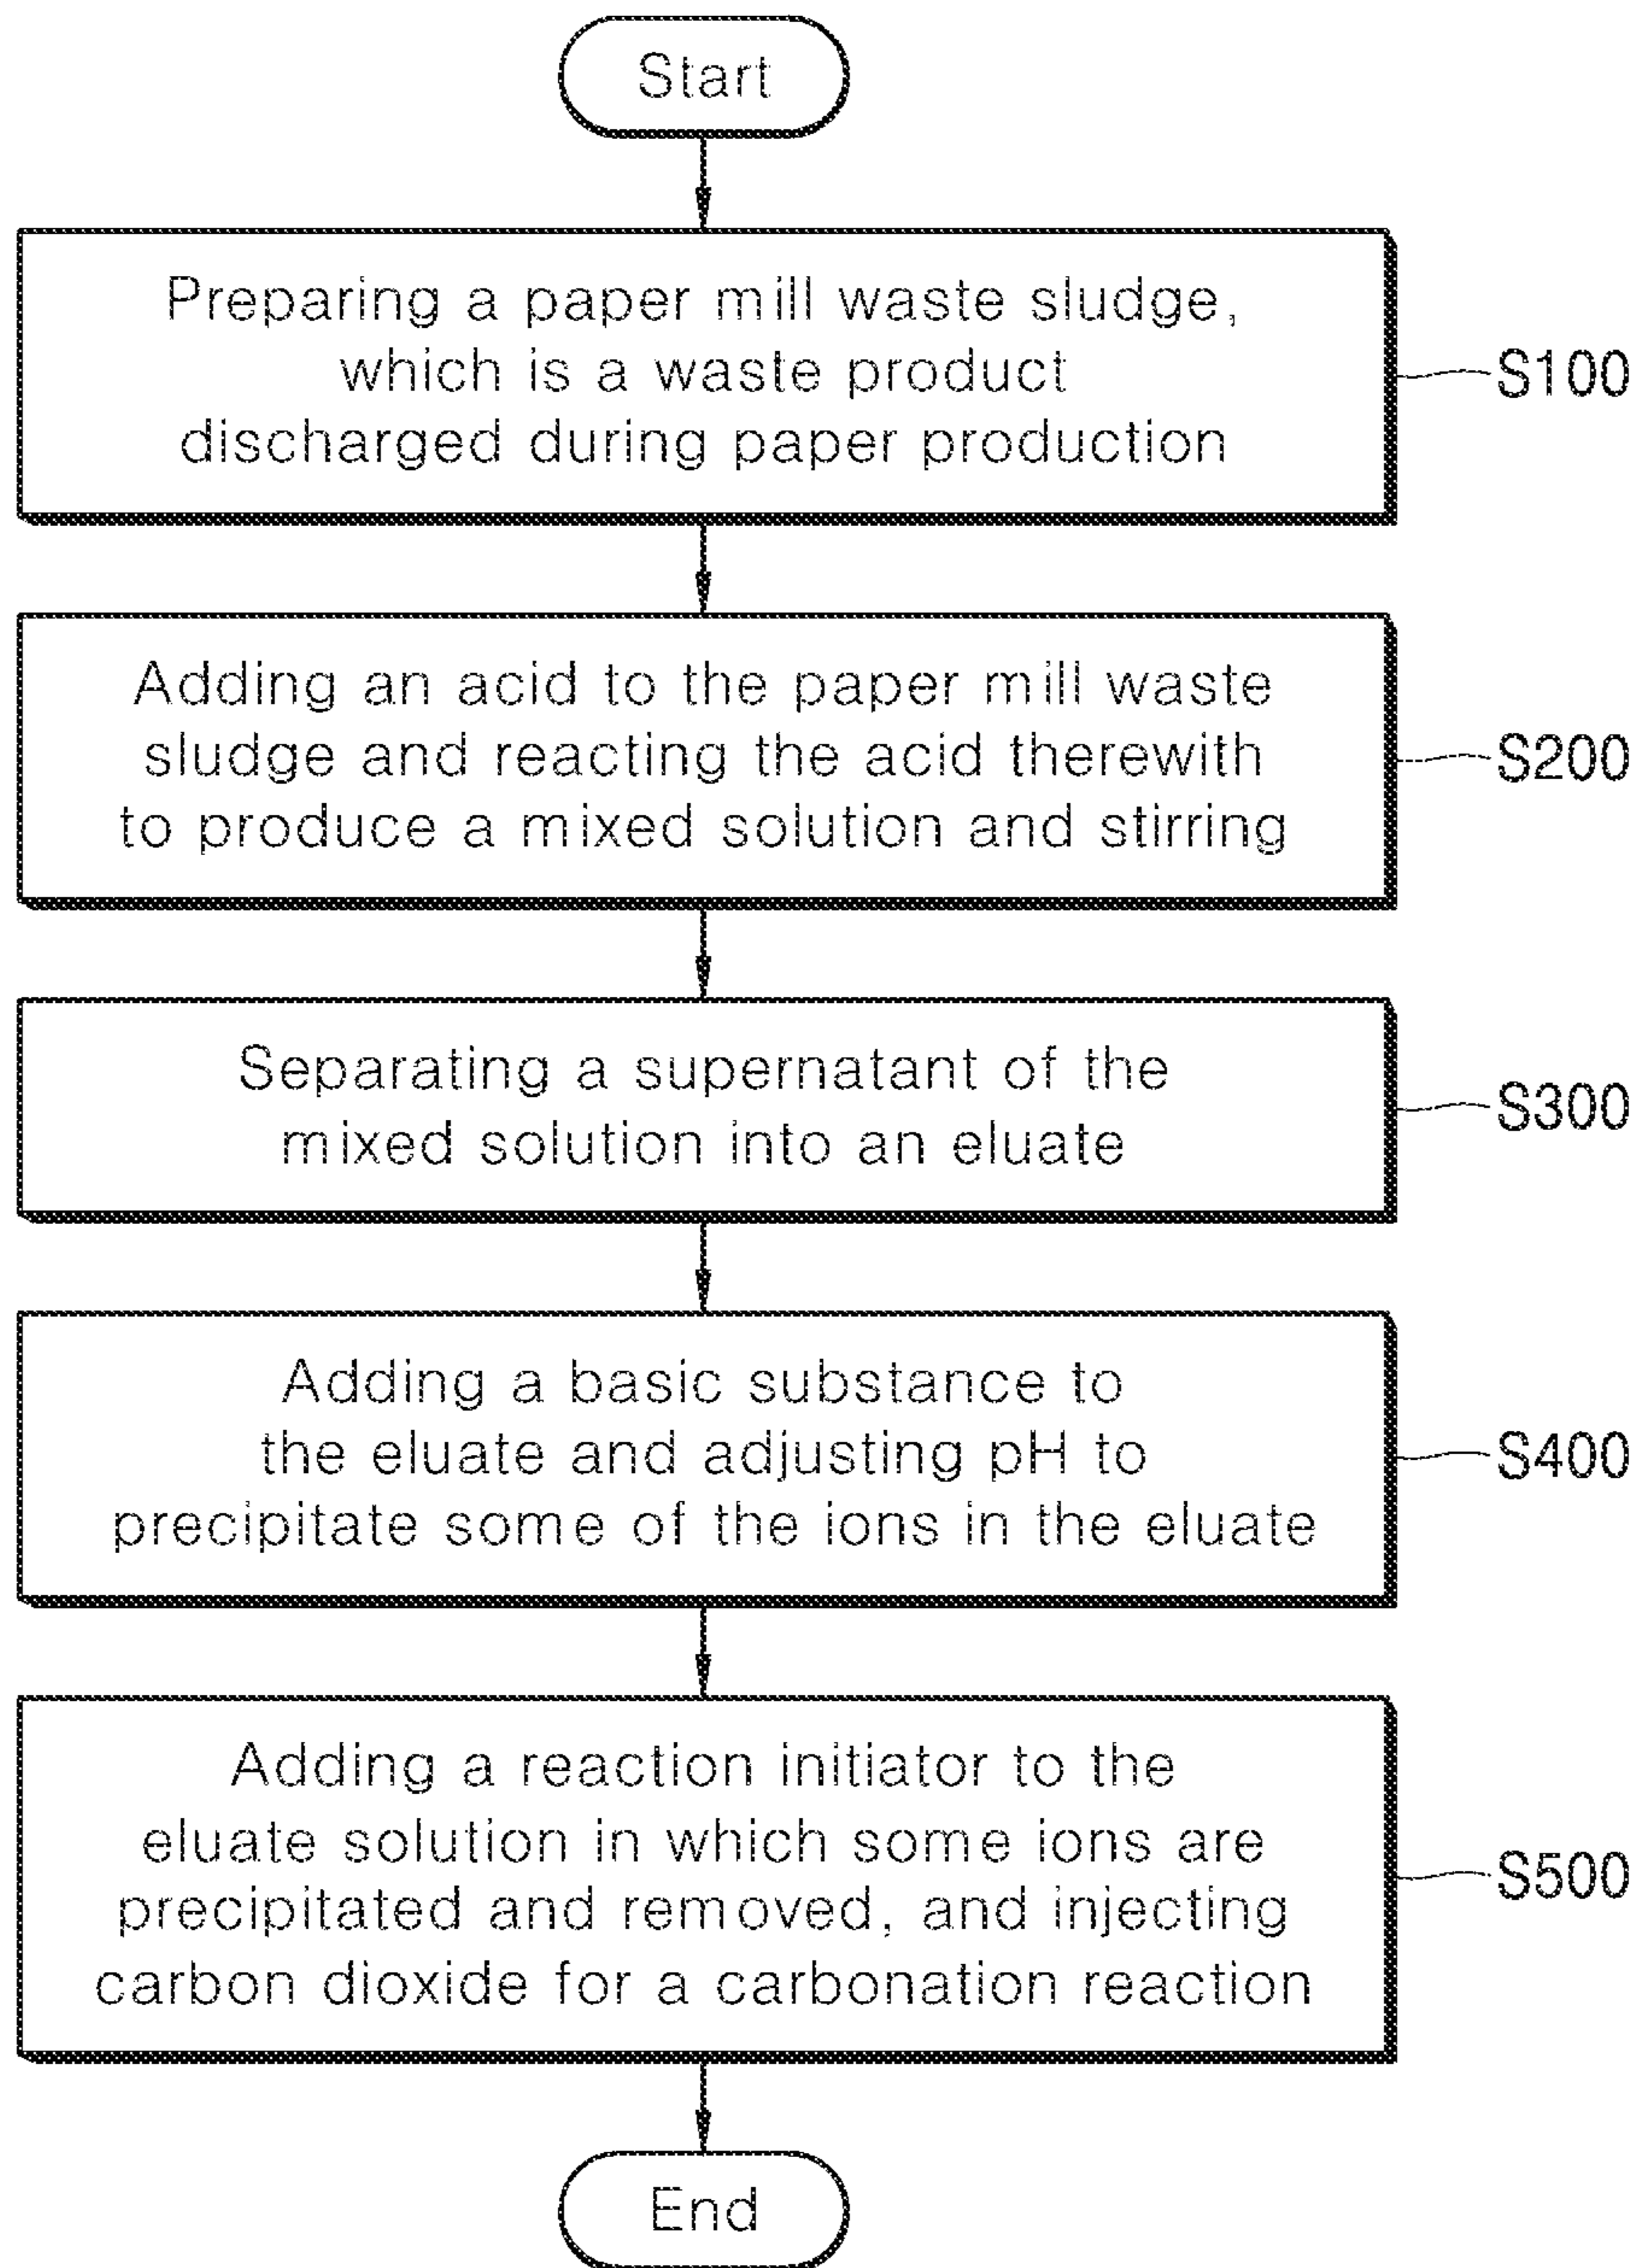 Start
Preparing a paper mill waste sludge,
which is a waste product
discharged during paper production
S100
Adding an acid to the paper mill waste
sludge and reacting the acid therewith
to produce a mixed solution and stirring
S200
Separating a supernatant of the
mixed solution into an eluate
S300
Adding a basic substance to
the eluate and adjusting pH to
precipitate some of the ions in the eluate
S400
Adding a reaction initiator to the
eluate solution in which some ions are
precipitated and removed, and injecting
carbon dioxide for a carbonation reaction
S500
End